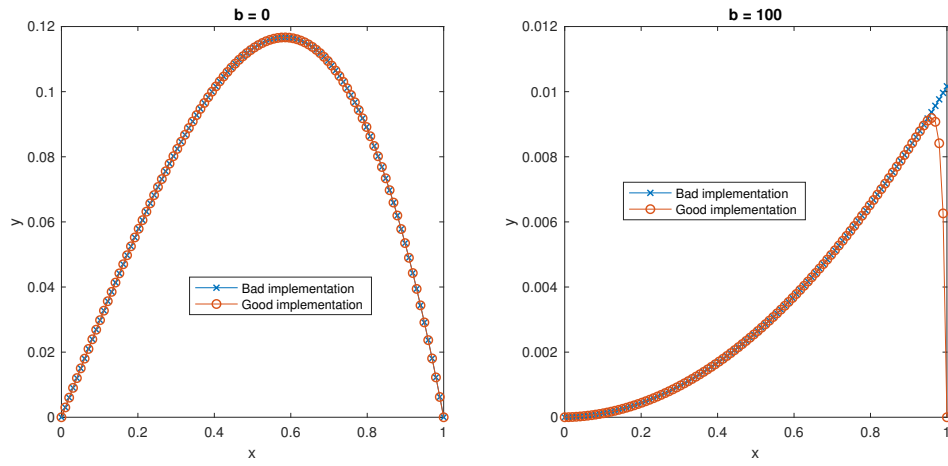 b = 0
0.12
0.1
0.08
0.06
0.04
0.02
0
y
Bad implementation
Good implementation
0 0.2 0.4 0.6 0.8 1
x
b = 100
0.012
0.01
0.008
0.006
0.004
0.002
0
y
Bad implementation
Good implementation
0 0.2 0.4 0.6 0.8 1
x